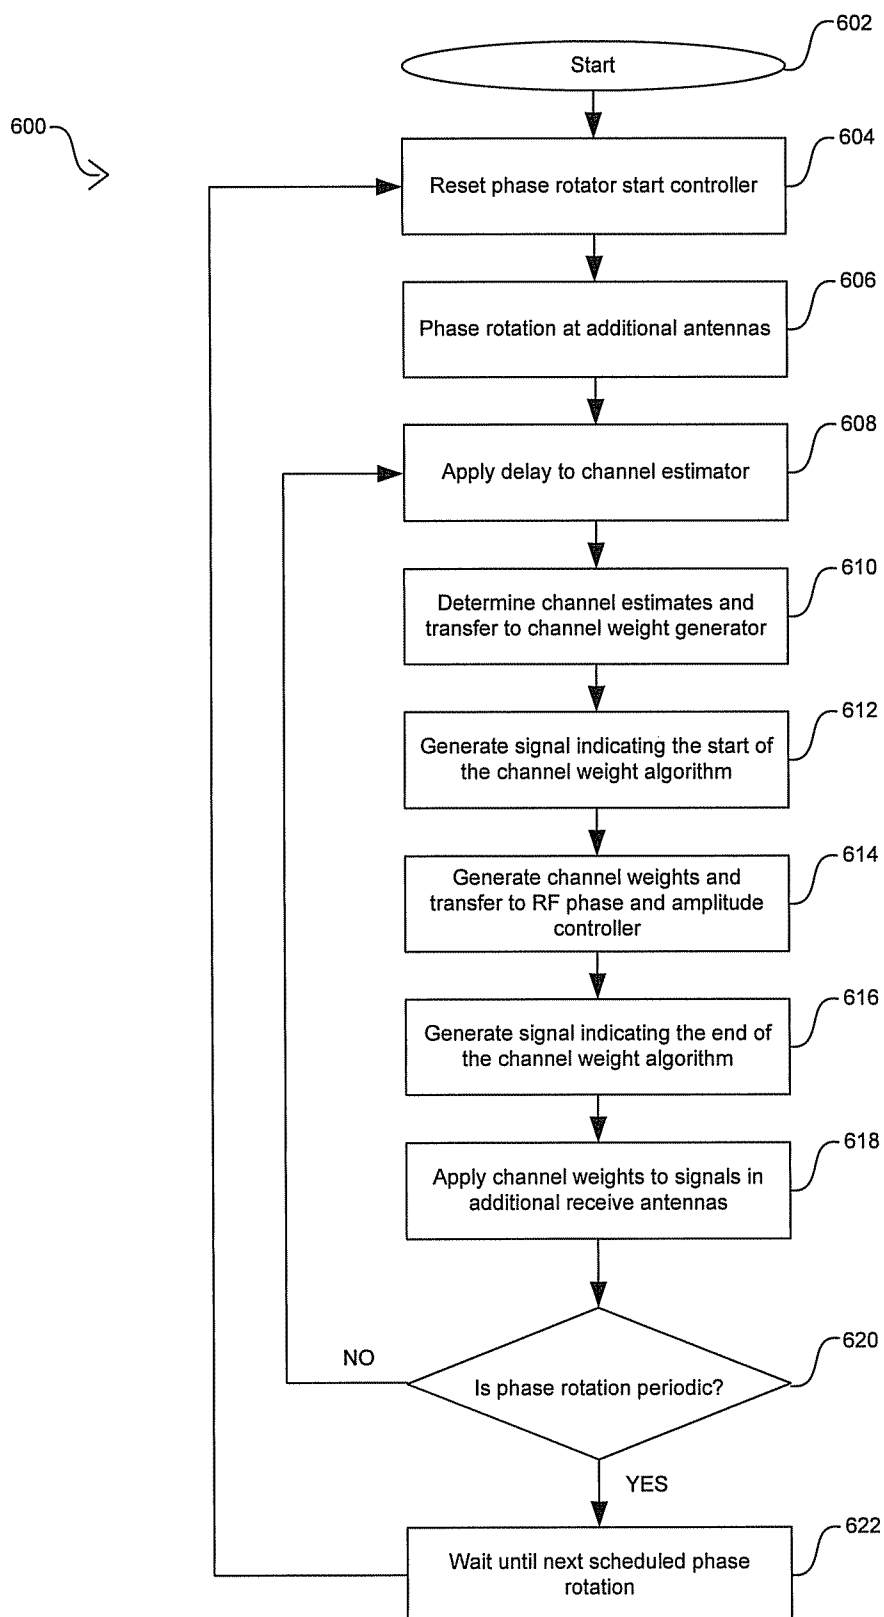 602
Start
600
604
Reset phase rotator start controller
606
Phase rotation at additional antennas
608
Apply delay to channel estimator
610
Determine channel estimates and
transfer to channel weight generator
612
Generate signal indicating the start of
the channel weight algorithm
614
Generate channel weights and
transfer to RF phase and amplitude
controller
616
Generate signal indicating the end of
the channel weight algorithm
618
Apply channel weights to signals in
additional receive antennas
620
NO
Is phase rotation periodic?
YES
622
Wait until next scheduled phase
rotation